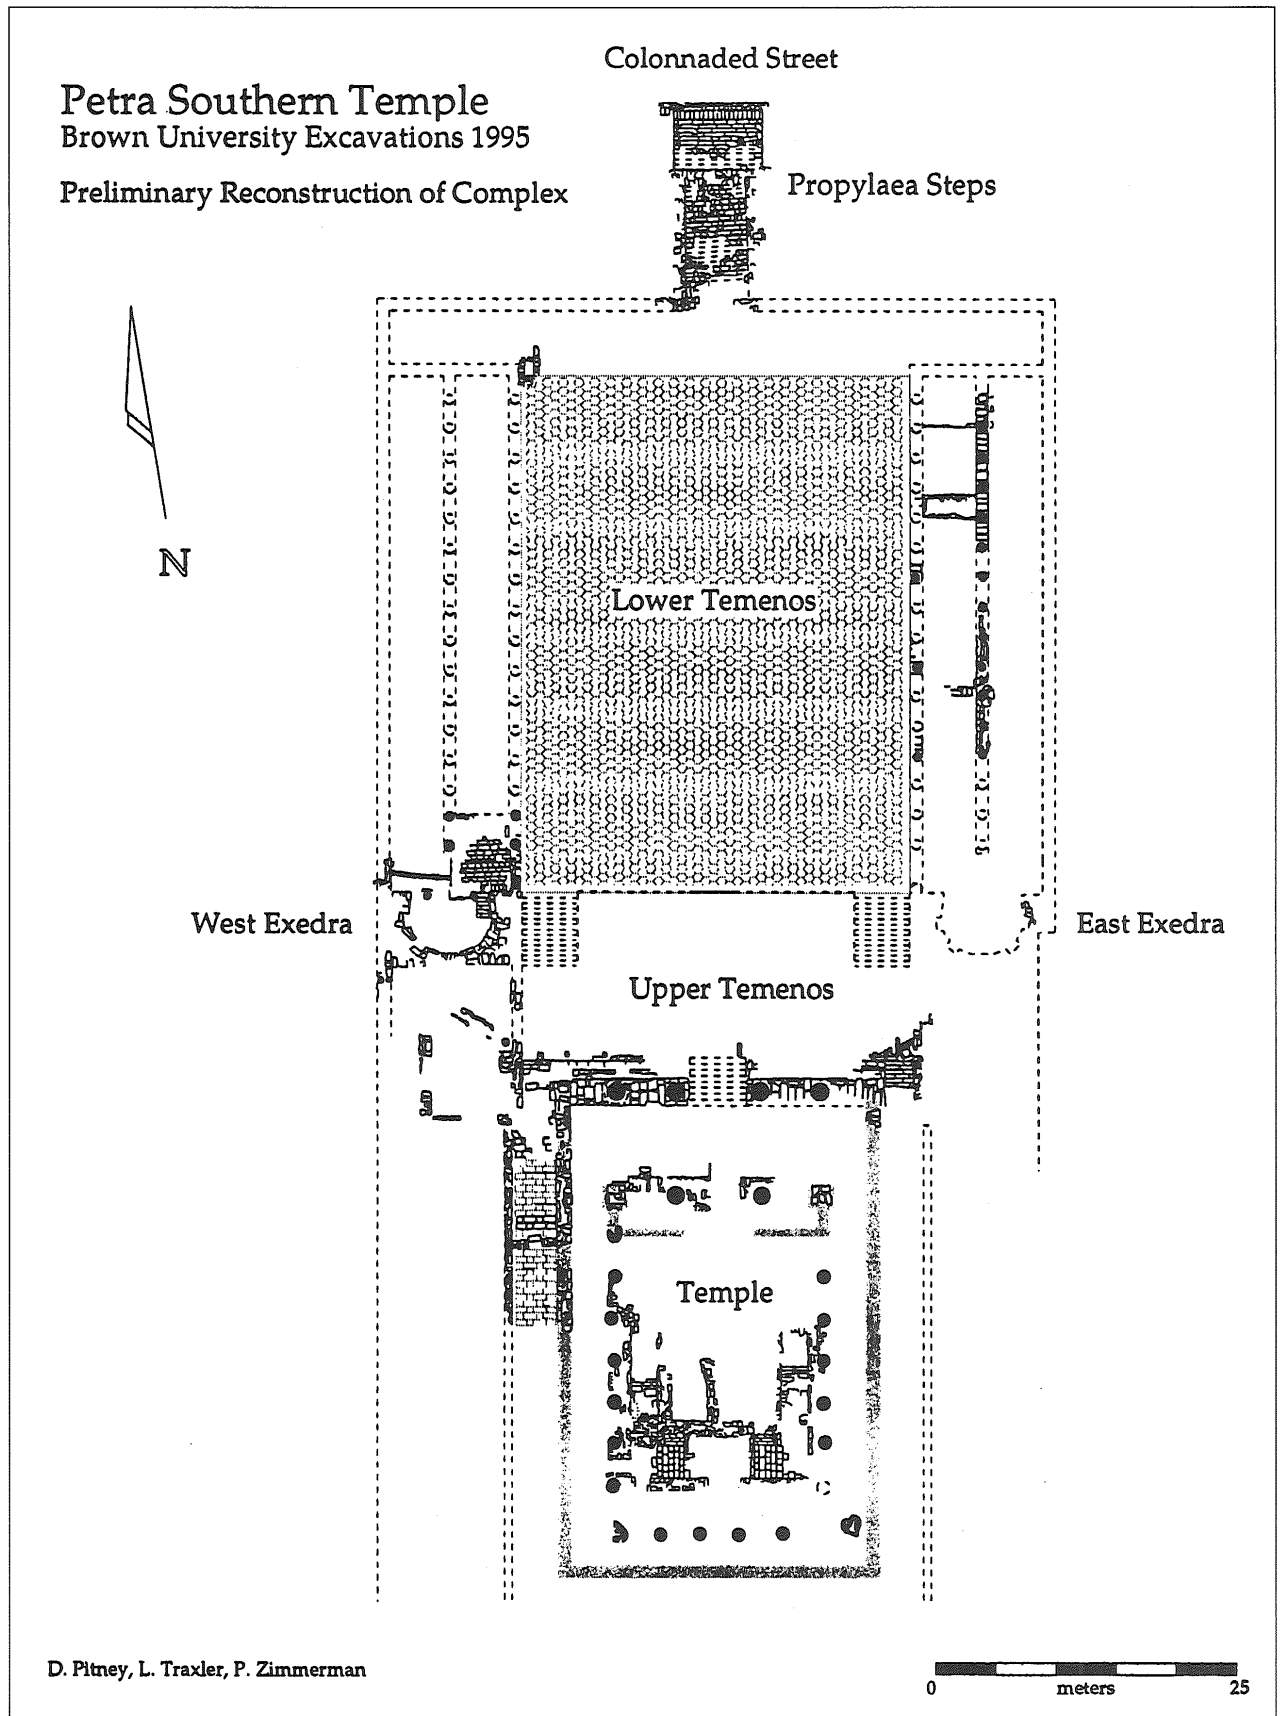 Colonnaded Street
Petra Southern Temple
Brown University Excavations 1995
Preliminary Reconstruction of Complex
Propylaea Steps
N
Lower Temenos
West Exedra
East Exedra
Upper Temenos
Temple
D. Pitney, L. Traxler, P. Zimmerman
0 meters 25